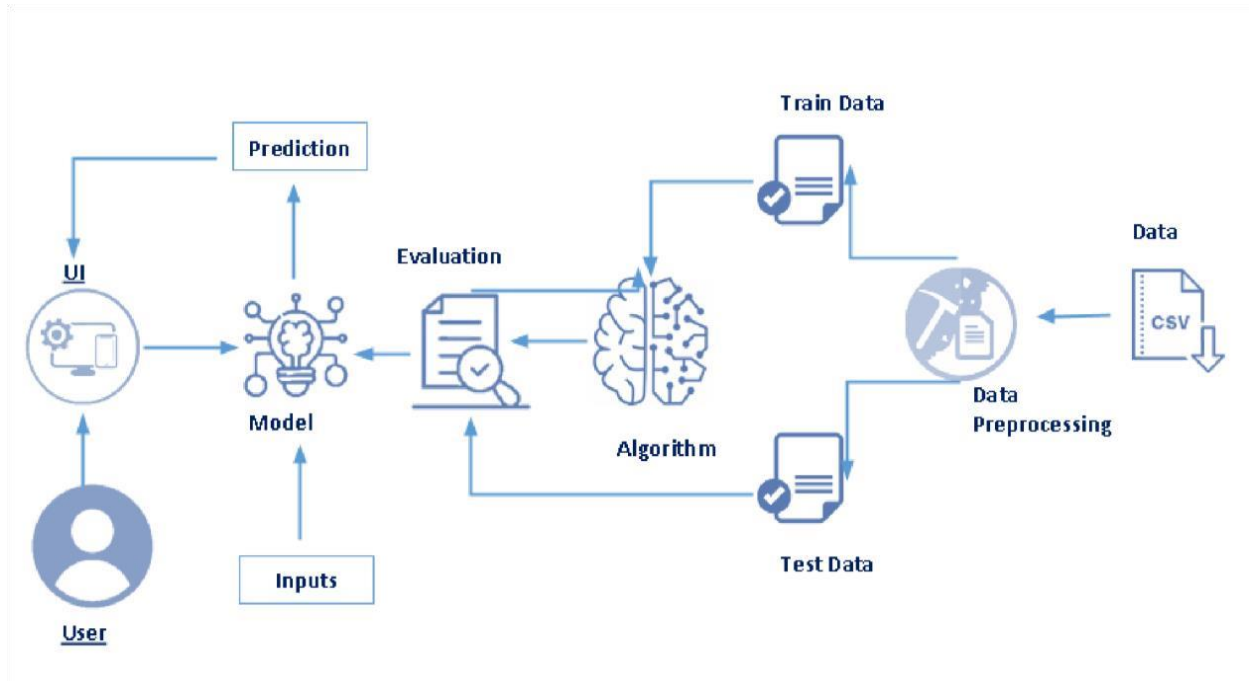 Train Data
Prediction
Data
Evaluation
UI
CSV
Model
Data
Preprocessing
Algorithm
Test Data
Inputs
User